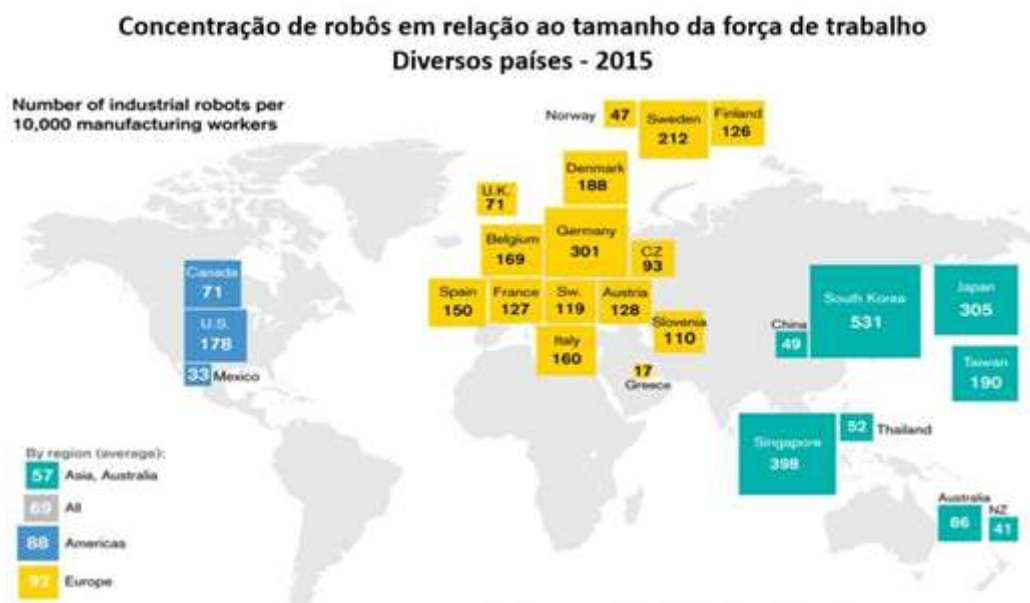 Concentração de robôs em relação ao tamanho da força de trabalho
Diversos países - 2015
Number of industrial robots per
10,000 manufacturing workers
Norway 47
Sweden
212
Finland
126
Denmark
188
U.K.
71
Belgium
169
Germany
301
CZ
93
Spain
150
France
127
Sw.
119
Austria
128
Slovenia
110
Italy
160
17
Greece
Canada
71
U.S.
178
33 Mexico
South Korea
531
Japan
305
China
49
Taiwan
190
Singapore
398
52 Thailand
Australia
86
NZ
41
By region (average):
57 Asia, Australia
69 All
88 Americas
92 Europe